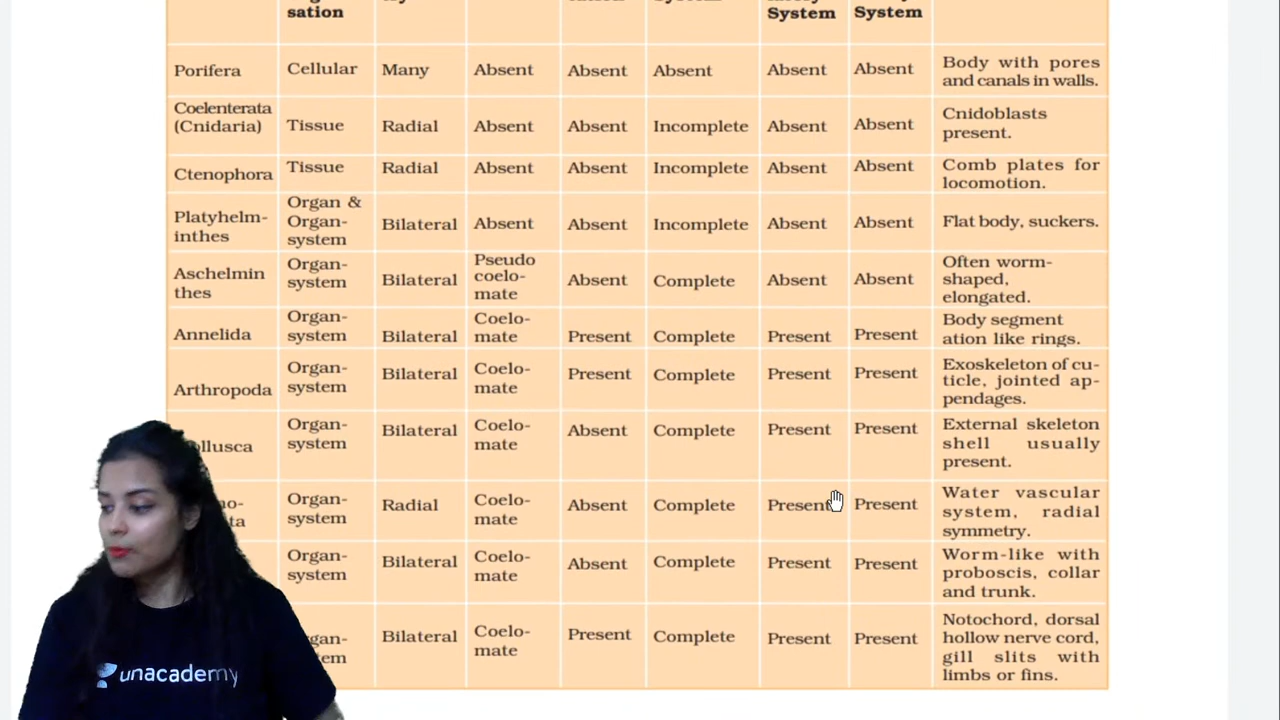 sation
System
System
Porifera Cellular Many Absent Absent Absent Absent Absent Body with pores
and canals in walls.
Coelenterata
(Cnidaria) Tissue Radial Absent Absent Incomplete Absent Absent Cnidoblasts
present.
Ctenophora Tissue Radial Absent Absent Incomplete Absent Absent Comb plates for
locomotion.
Platyhelm-
inthes
Organ &
Organ-
system
Bilateral Absent Absent Incomplete Absent Absent Flat body, suckers.
Aschelmin
thes
Organ-
system
Bilateral
Pseudo
coelo-
mate
Absent Complete Absent Absent
Often worm-
shaped,
elongated.
Annelida
Organ-
system
Bilateral
Coelo-
mate
Present Complete Present Present
Body segment
ation like rings.
Arthropoda
Organ-
system
Bilateral
Coelo-
mate
Present Complete Present Present
Exoskeleton of cu-
ticle, jointed ap-
pendages.
ollusca
Organ-
system
Bilateral
Coelo-
mate
Absent Complete Present Present
External skeleton
shell usually
present.
Organ-
system
Radial
Coelo-
mate
Absent Complete Present Present
Water vascular
system, radial
symmetry.
Organ-
system
Bilateral
Coelo-
mate
Absent Complete Present Present
Worm-like with
proboscis, collar
and trunk.
Bilateral
Coelo-
mate
Present Complete Present Present
Notochord, dorsal
hollow nerve cord,
gill slits with
limbs or fins.
unacademy